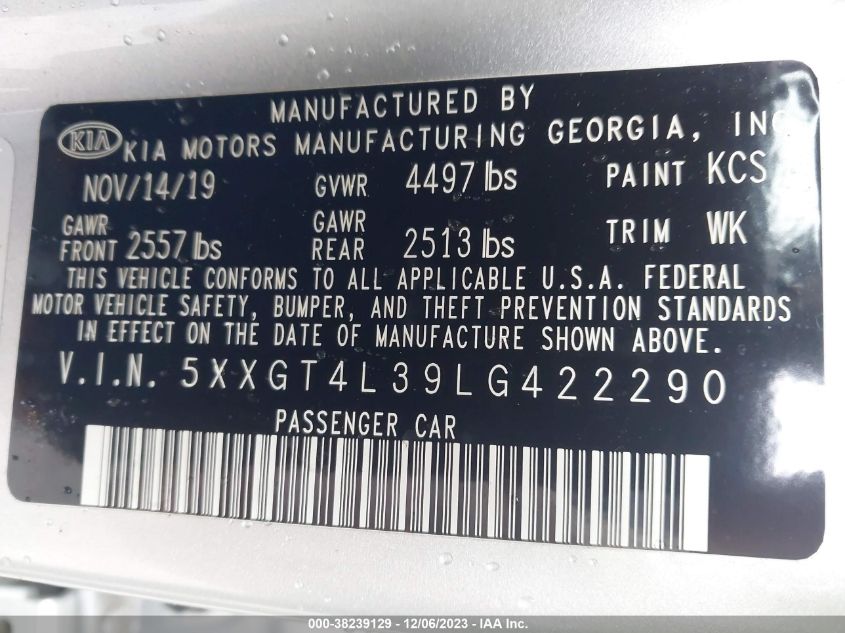 MANUFACTURED BY
KIA KIA MOTORS MANUFACTURING GEORGIA, INC
NOV/14/19 GVWR 4497 lbs PAINT KCS
GAWR FRONT 2557 lbs GAWR REAR 2513 lbs TRIM WK
THIS VEHICLE CONFORMS TO ALL APPLICABLE U.S.A. FEDERAL
MOTOR VEHICLE SAFETY, BUMPER, AND THEFT PREVENTION STANDARDS
IN EFFECT ON THE DATE OF MANUFACTURE SHOWN ABOVE.
V.I.N. 5XXGT4L39LG422290
PASSENGER CAR
000-38239129 - 12/06/2023 - IAA Inc.